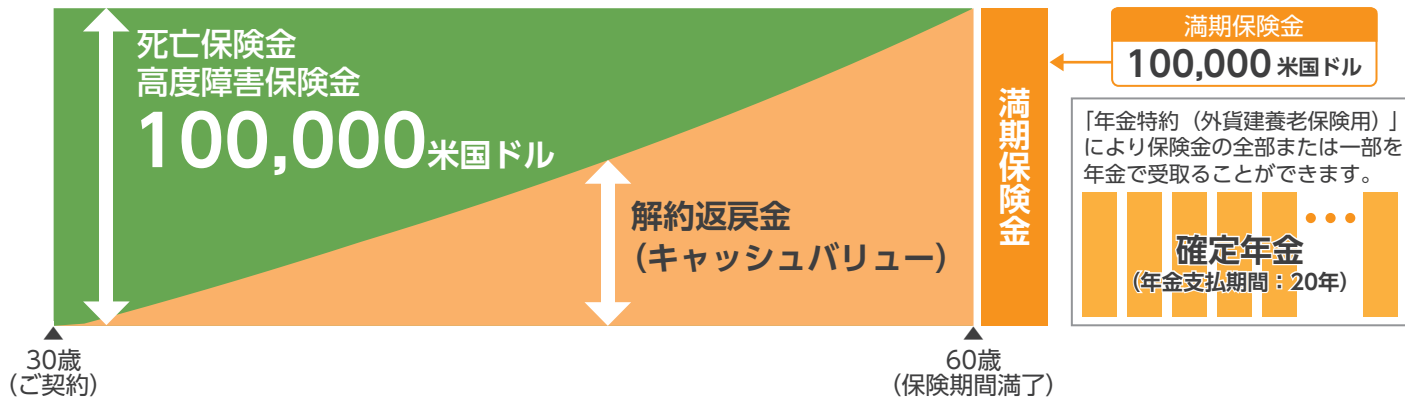 死亡保険金
高度障害保険金
100,000米国ドル
解約返戻金
(キャッシュバリュー)
満期保険金
満期保険金
100,000 米国ドル
「年金特約（外貨建養老保険用）」
により保険金の全部または一部を
年金で受取ることができます。
確定年金
(年金支払期間：20年)
30歳
(ご契約)
60歳
(保険期間満了)